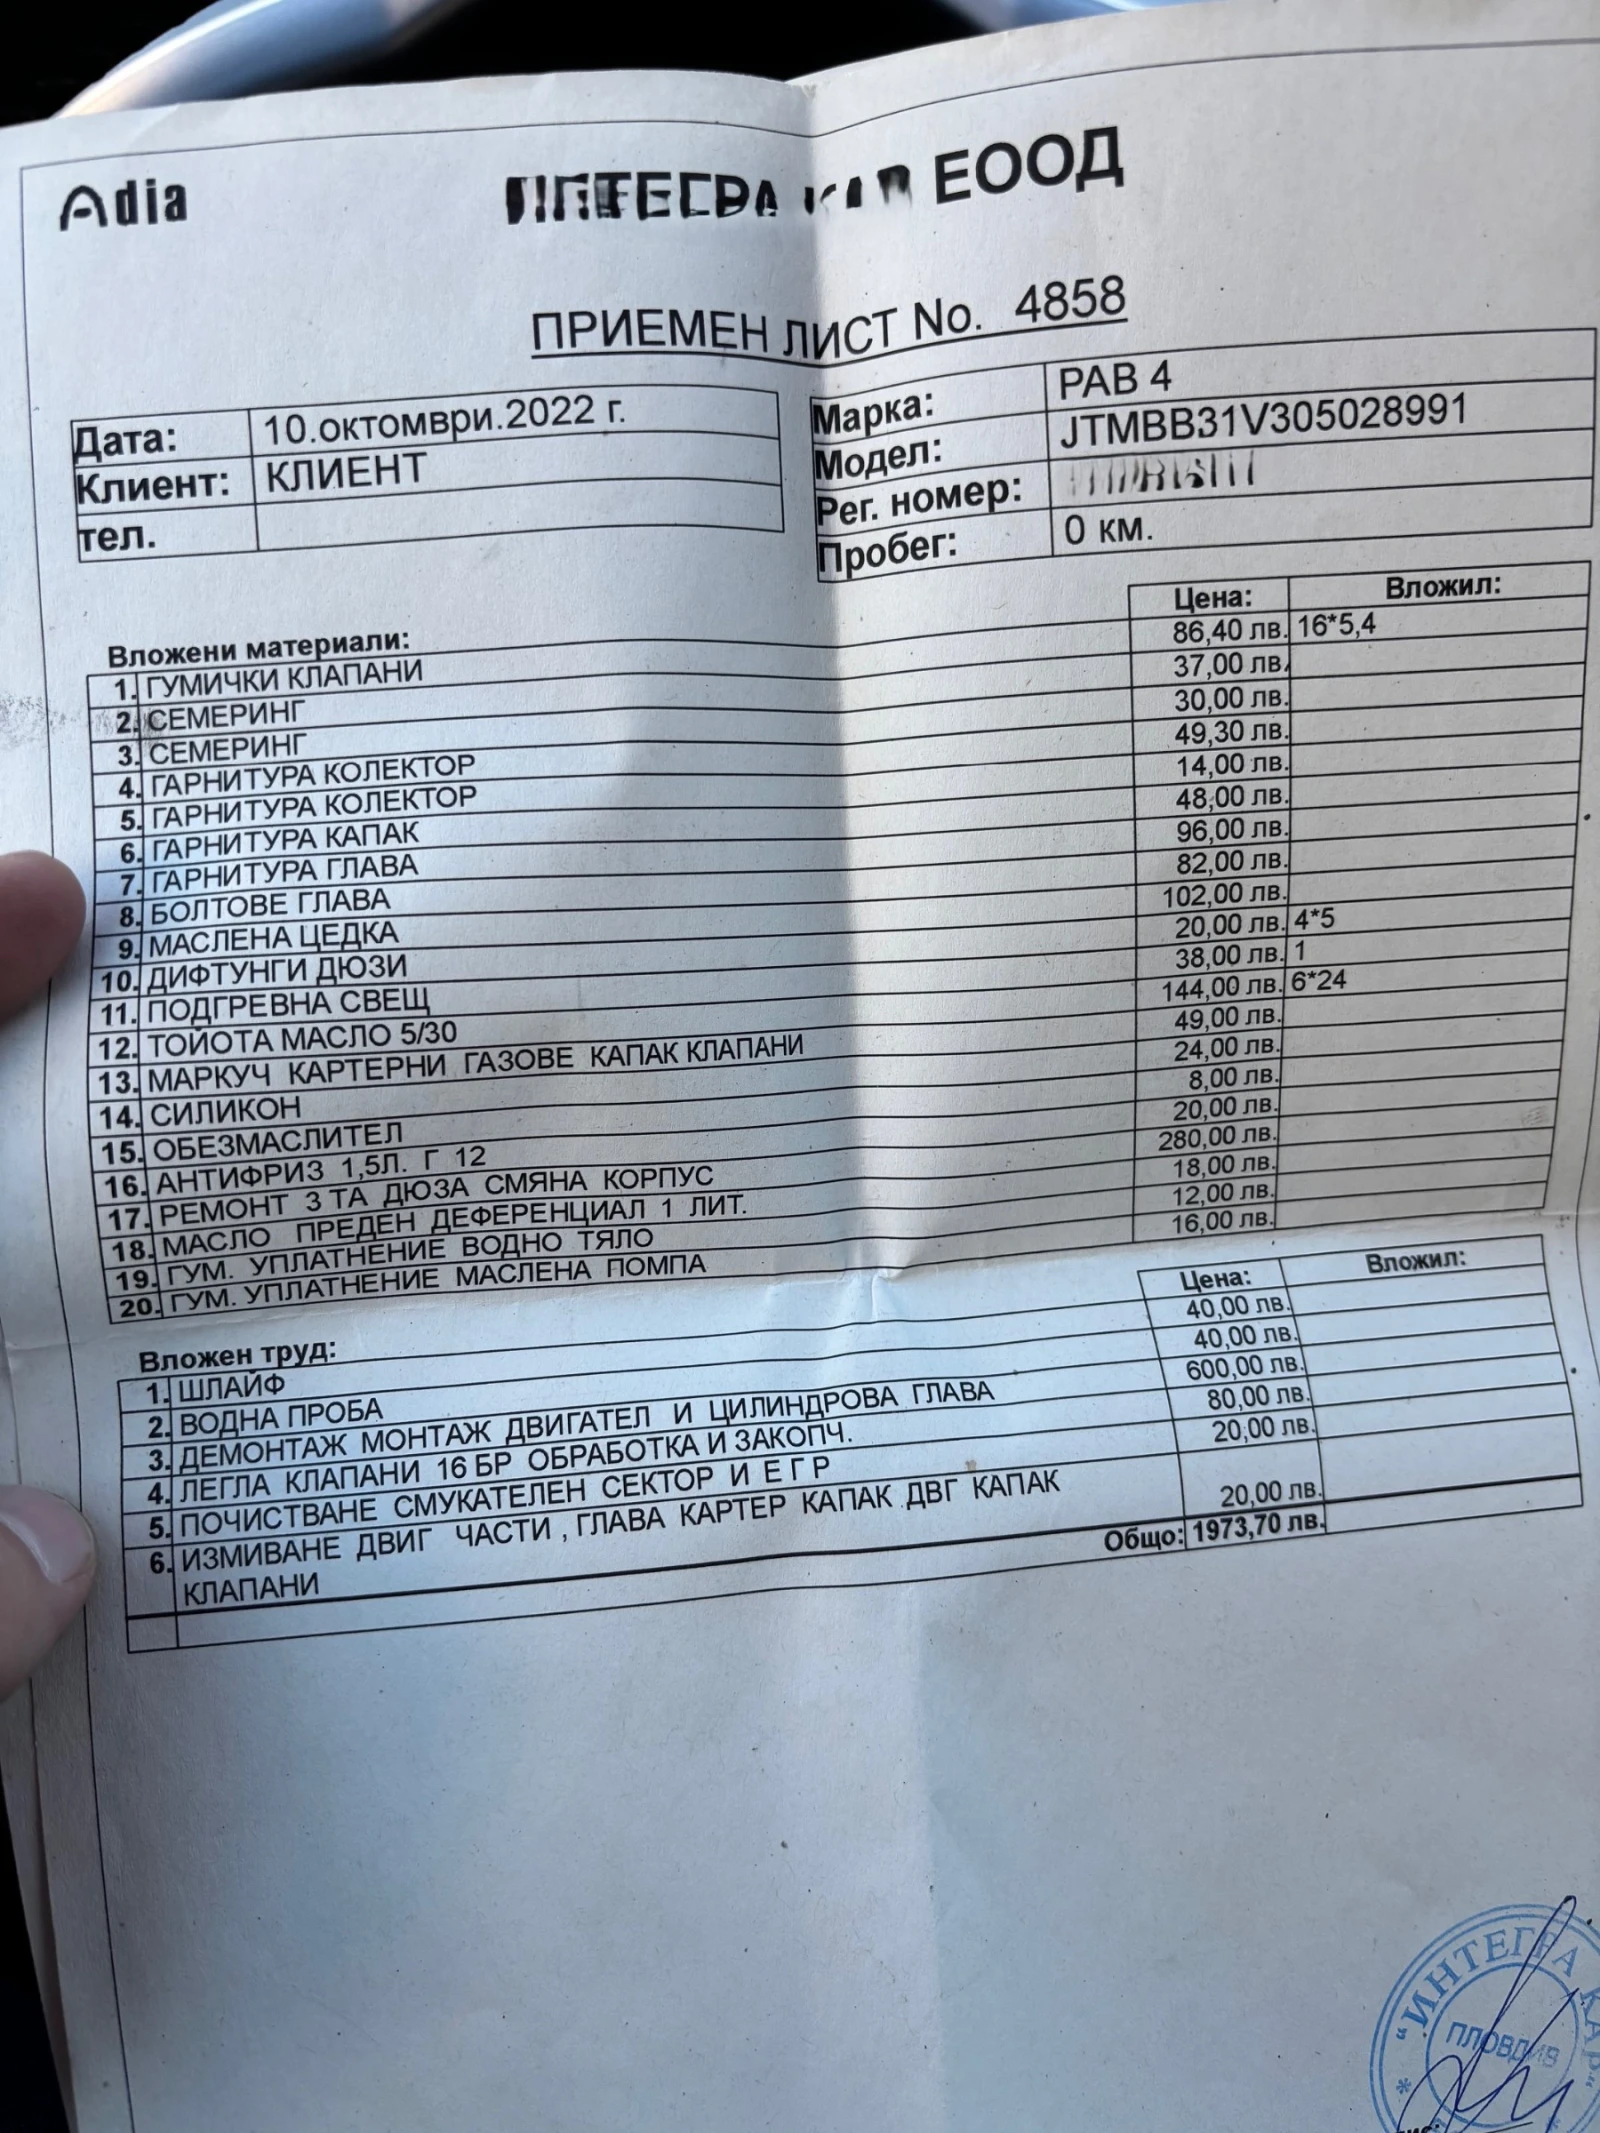 Adia
ЕООД
ПРИЕМЕН ЛИСТ No. 4858
Дата: 10.октомври.2022 г.
Клиент: КЛИЕНТ
тел.
Марка: РАВ 4
Модел: JTMBB31V305028991
Рег. номер:
Пробег: 0 км.
Вложени материали: Цена: Вложил:
1. ГУМИЧКИ КЛАПАНИ 86,40 лв. 16*5,4
2. СЕМЕРИНГ 37,00 лв.
3. СЕМЕРИНГ 30,00 лв.
4. ГАРНИТУРА КОЛЕКТОР 49,30 лв.
5. ГАРНИТУРА КОЛЕКТОР 14,00 лв.
6. ГАРНИТУРА КАПАК 48,00 лв.
7. ГАРНИТУРА ГЛАВА 96,00 лв.
8. БОЛТОВЕ ГЛАВА 82,00 лв.
9. МАСЛЕНА ЦЕДКА 102,00 лв.
10. ДИФТУНГИ ДЮЗИ 20,00 лв. 4*5
11. ПОДГРЕВНА СВЕЩ 38,00 лв. 1
12. ТОЙОТА МАСЛО 5/30 144,00 лв. 6*24
13. МАРКУЧ КАРТЕРНИ ГАЗОВЕ КАПАК КЛАПАНИ 49,00 лв.
14. СИЛИКОН 24,00 лв.
15. ОБЕЗМАСЛИТЕЛ 8,00 лв.
16. АНТИФРИЗ 1,5Л. Г 12 20,00 лв.
17. РЕМОНТ 3 ТА ДЮЗА СМЯНА КОРПУС 280,00 лв.
18. МАСЛО ПРЕДЕН ДЕФЕРЕНЦИАЛ 1 ЛИТ. 18,00 лв.
19. ГУМ. УПЛАТНЕНИЕ ВОДНО ТЯЛО 12,00 лв.
20. ГУМ. УПЛАТНЕНИЕ МАСЛЕНА ПОМПА 16,00 лв.
Вложен труд: Цена: Вложил:
1. ШЛАЙФ 40,00 лв.
2. ВОДНА ПРОБА 40,00 лв.
3. ДЕМОНТАЖ МОНТАЖ ДВИГАТЕЛ И ЦИЛИНДРОВА ГЛАВА 600,00 лв.
4. ЛЕГЛА КЛАПАНИ 16 БР ОБРАБОТКА И ЗАКОПЧ. 80,00 лв.
5. ПОЧИСТВАНЕ СМУКАТЕЛЕН СЕКТОР И Е Г Р 20,00 лв.
6. ИЗМИВАНЕ ДВИГ ЧАСТИ , ГЛАВА КАРТЕР КАПАК ДВГ КАПАК
КЛАПАНИ 20,00 лв.
Общо: 1973,70 лв.
"ИНТЕГРА КАР"
ПЛОВДИВ